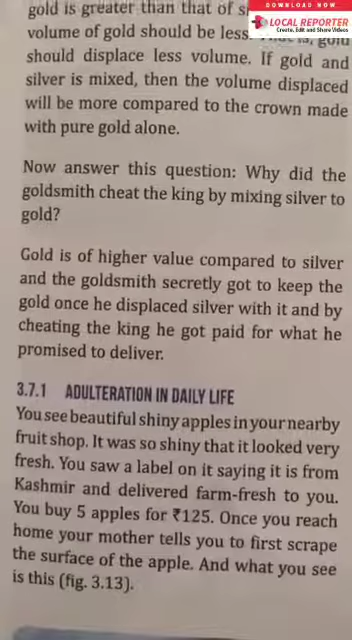 DOWNLOAD NOW
LOCAL REPORTER
Create, Edit and Share Videos
gold is greater than that of
volume of gold should be less.
should displace less volume. If gold and
silver is mixed, then the volume displaced
will be more compared to the crown made
with pure gold alone.
Now answer this question: Why did the
goldsmith cheat the king by mixing silver to
gold?
Gold is of higher value compared to silver
and the goldsmith secretly got to keep the
gold once he displaced silver with it and by
cheating the king he got paid for what he
promised to deliver.
3.7.1 ADULTERATION IN DAILY LIFE
You see beautiful shiny apples in your nearby
fruit shop. It was so shiny that it looked very
fresh. You saw a label on it saying it is from
Kashmir and delivered farm-fresh to you.
You buy 5 apples for ₹125. Once you reach
home your mother tells you to first scrape
the surface of the apple. And what you see
is this (fig. 3.13).